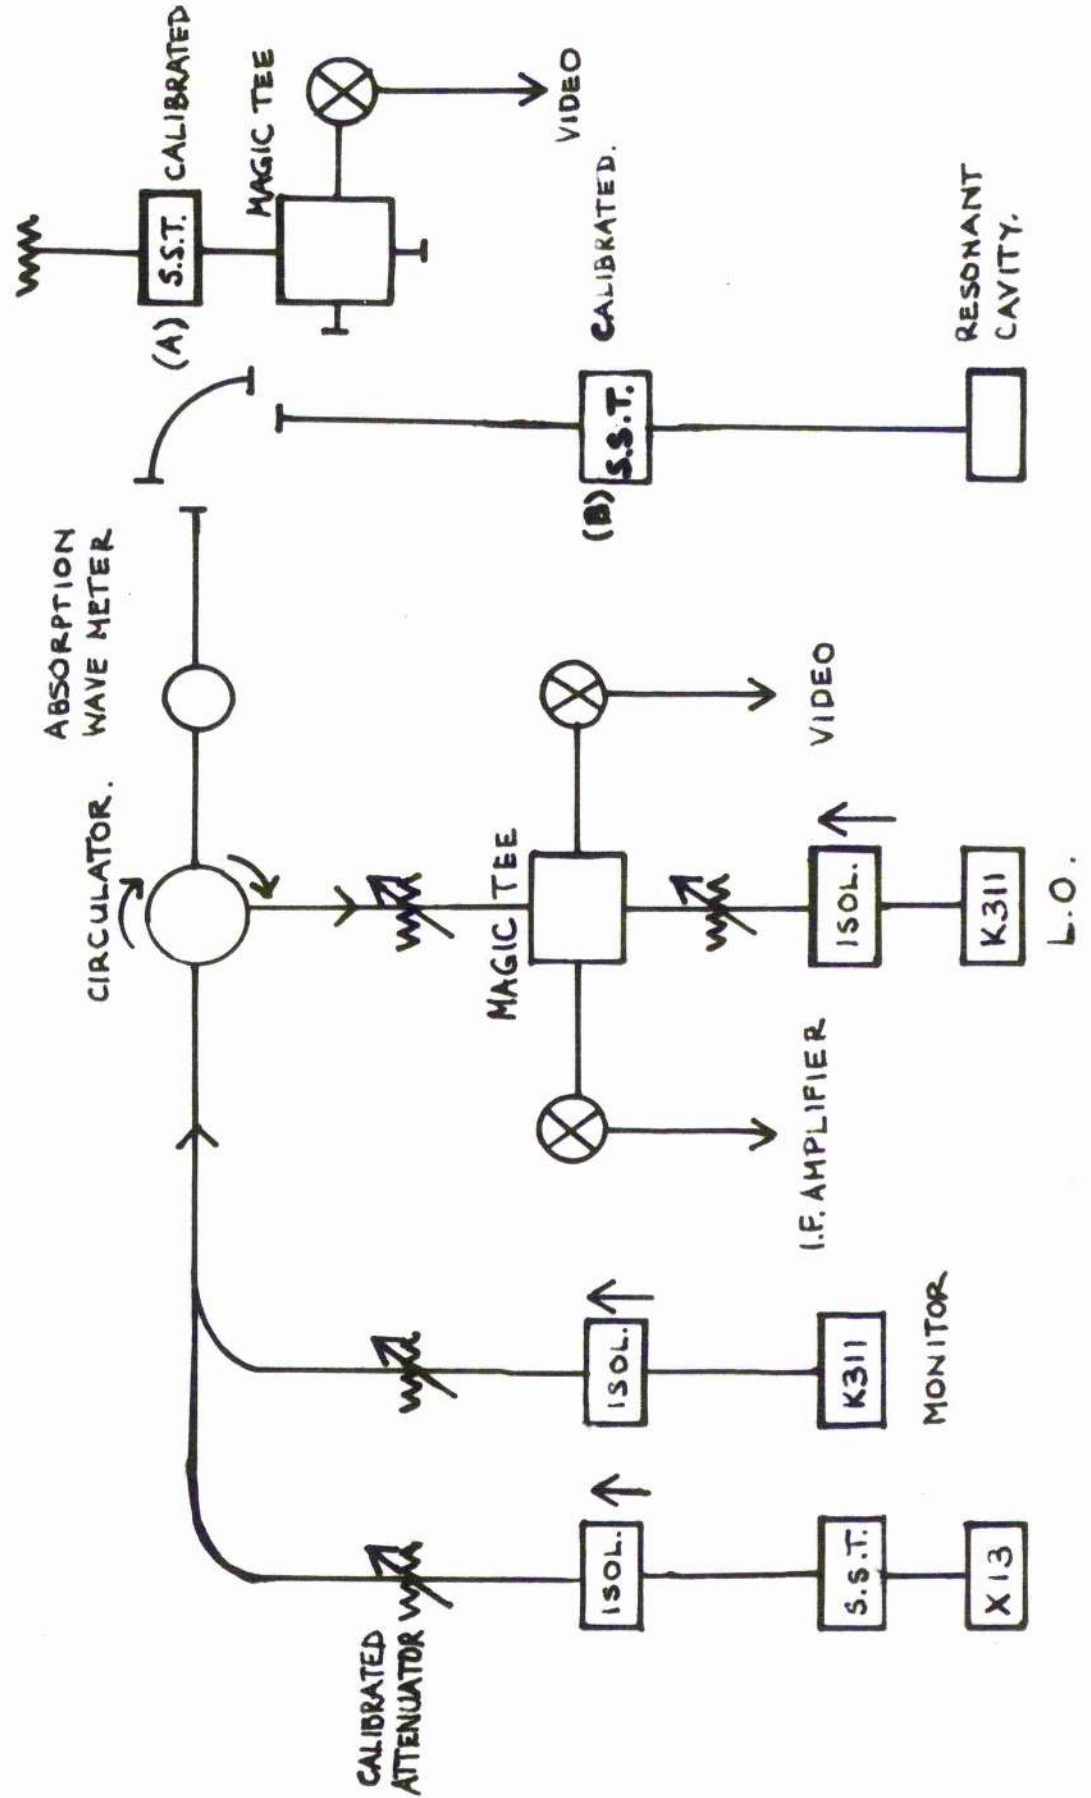 CALIBRATED
ATTENUATOR
ISOL.
S.S.T.
X13
ISOL.
K311
MONITOR
CIRCULATOR.
ABSORPTION
WAVE METER
MAGIC TEE
I.F. AMPLIFIER
VIDEO
ISOL.
K311
L.O.
(A)
S.S.T.
CALIBRATED
MAGIC TEE
VIDEO
(B)
S.S.T.
CALIBRATED.
RESONANT
CAVITY.